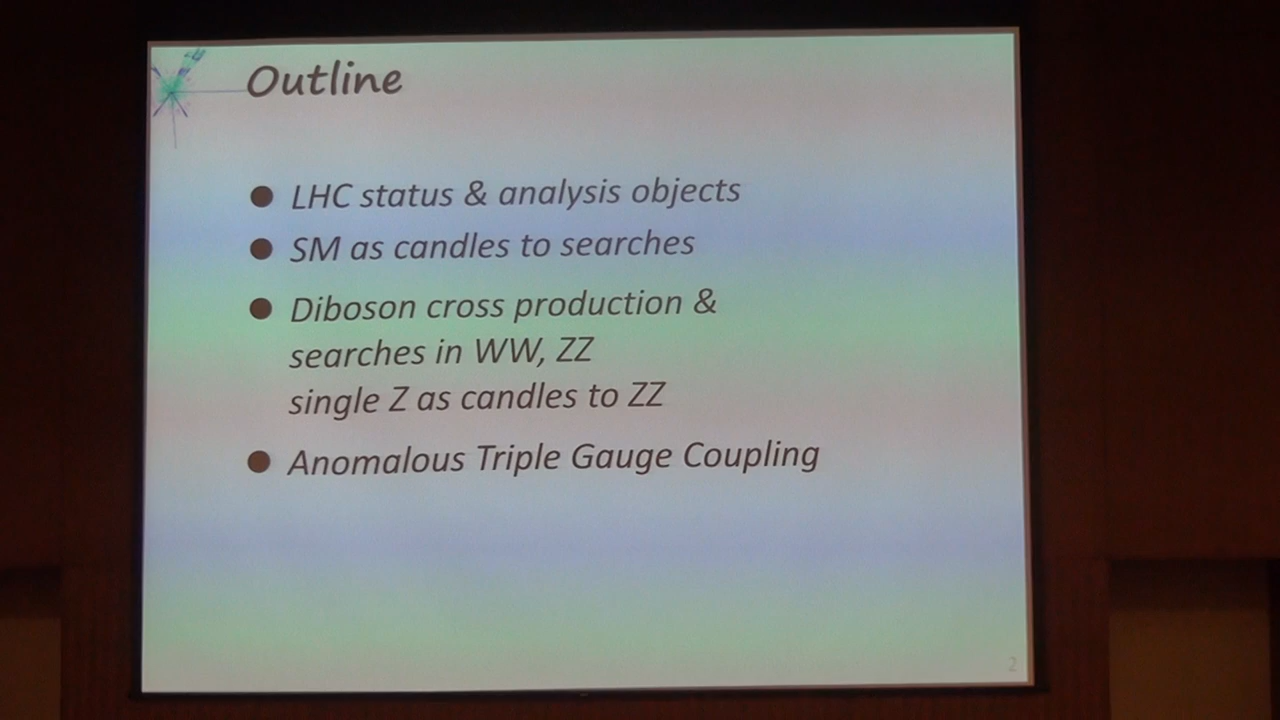 Outline
● LHC status & analysis objects
● SM as candles to searches
● Diboson cross production &
searches in WW, ZZ
single Z as candles to ZZ
● Anomalous Triple Gauge Coupling
2